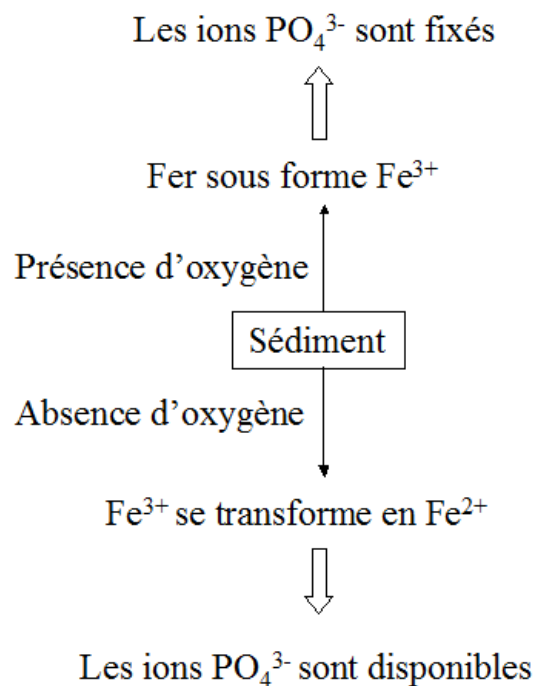 Les ions PO₄³⁻ sont fixés
Fer sous forme Fe³⁺
Présence d’oxygène
Sédiment
Absence d’oxygène
Fe³⁺ se transforme en Fe²⁺
Les ions PO₄³⁻ sont disponibles